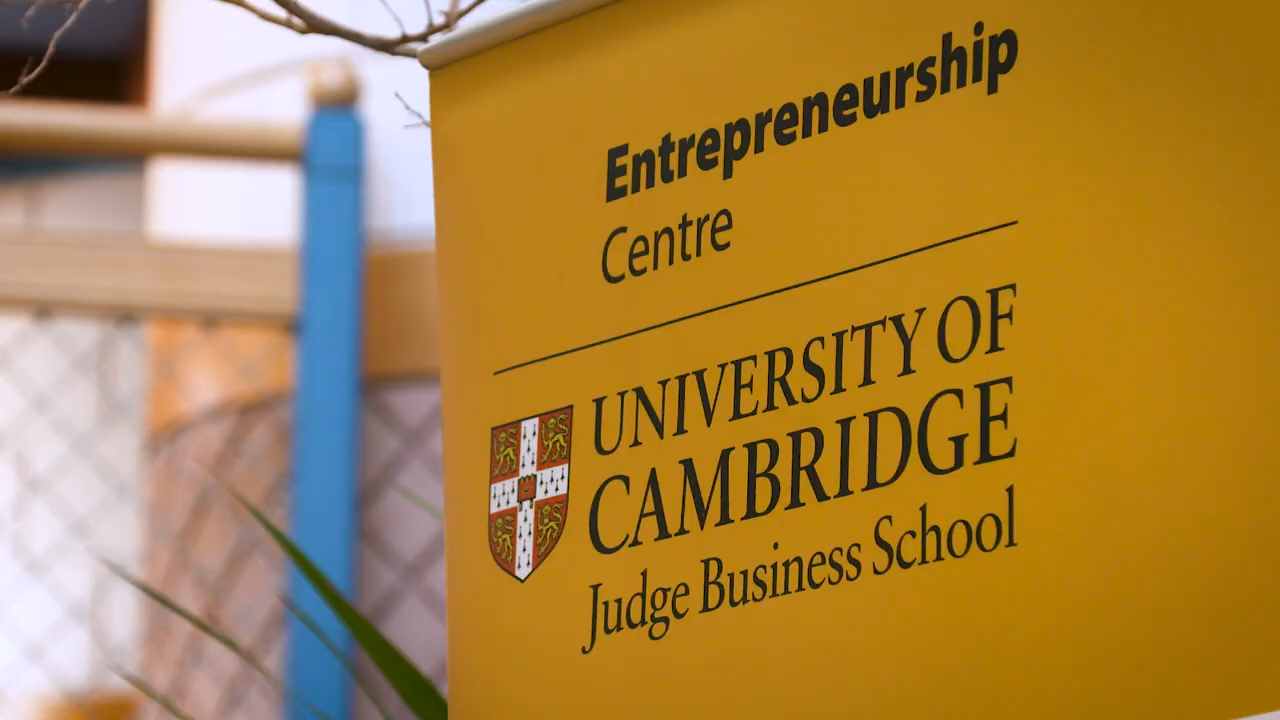 Entrepreneurship
Centre
UNIVERSITY OF
CAMBRIDGE
Judge Business School